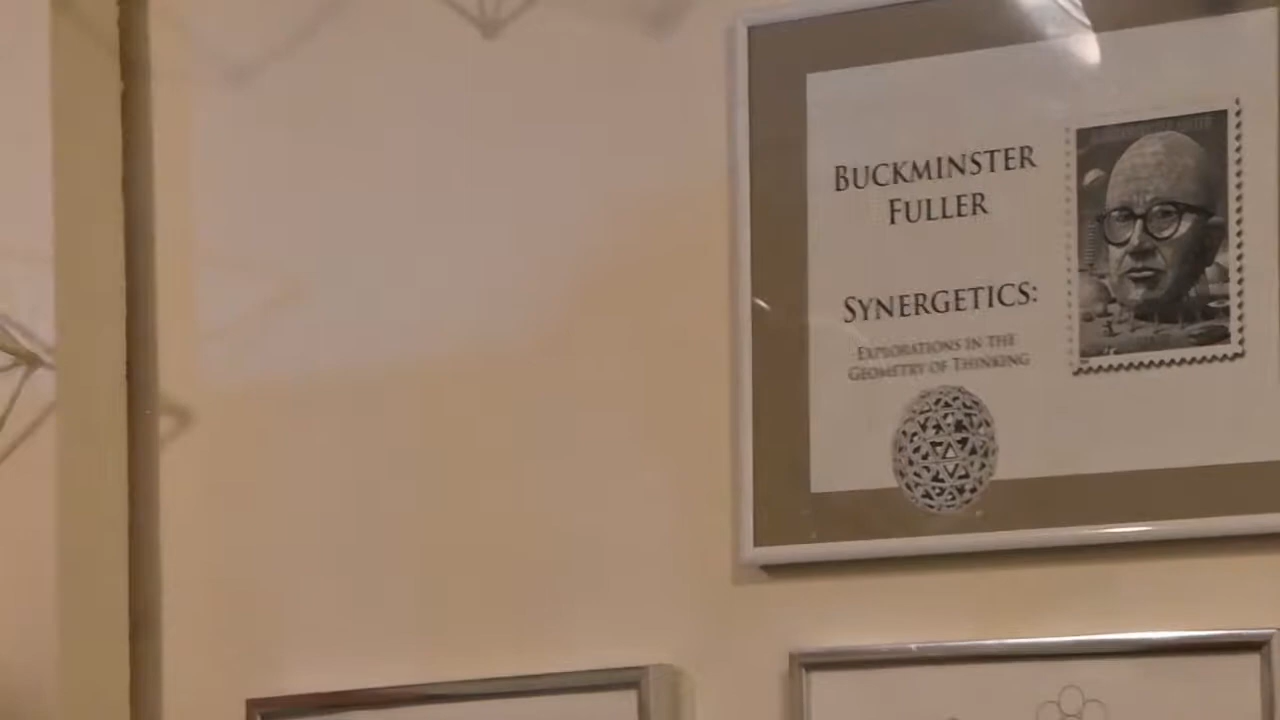 BUCKMINSTER
FULLER
SYNERGETICS:
EXPLORATIONS IN THE
GEOMETRY OF THINKING